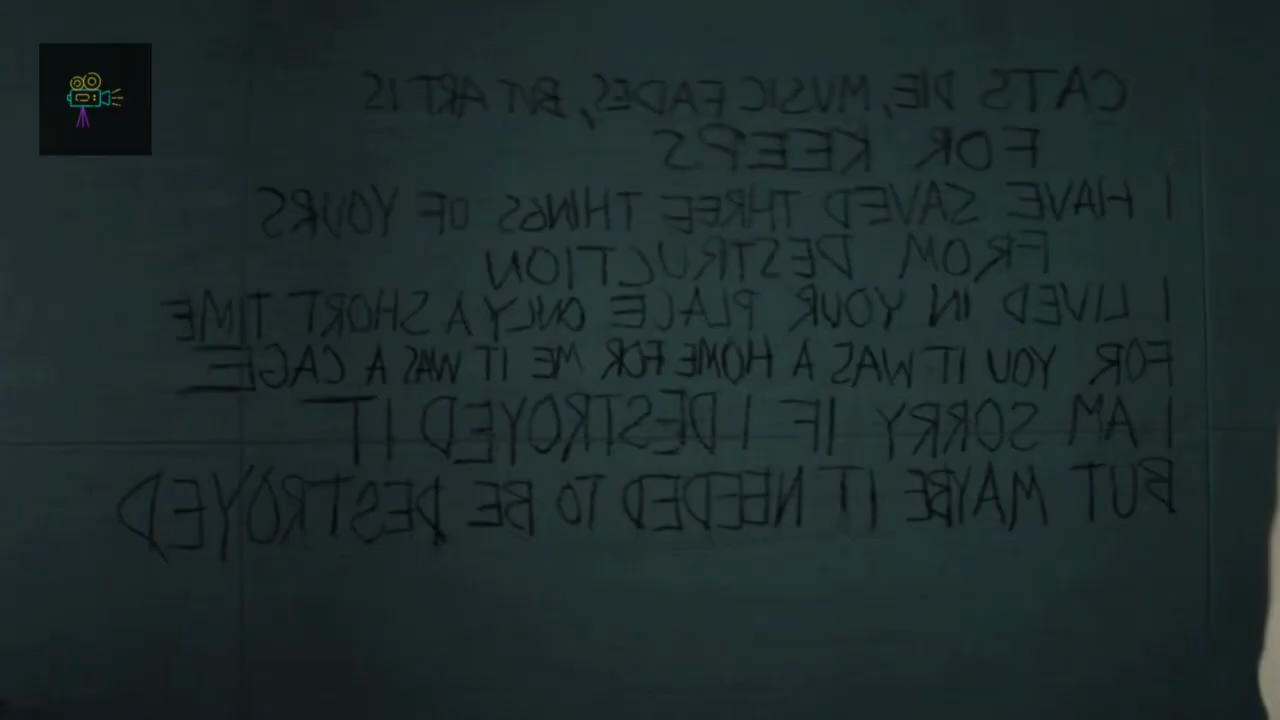 CATS DIE, MUSIC FADES, BUT ART IS
FOR KEEPS
I HAVE SAVED THREE THINGS OF YOURS
FROM DESTRUCTION
I LIVED IN YOUR PLACE ONLY A SHORT TIME
FOR YOU IT WAS A HOME FOR ME IT WAS A CAGE
I AM SORRY IF I DESTROYED IT
BUT MAYBE IT NEEDED TO BE DESTROYED